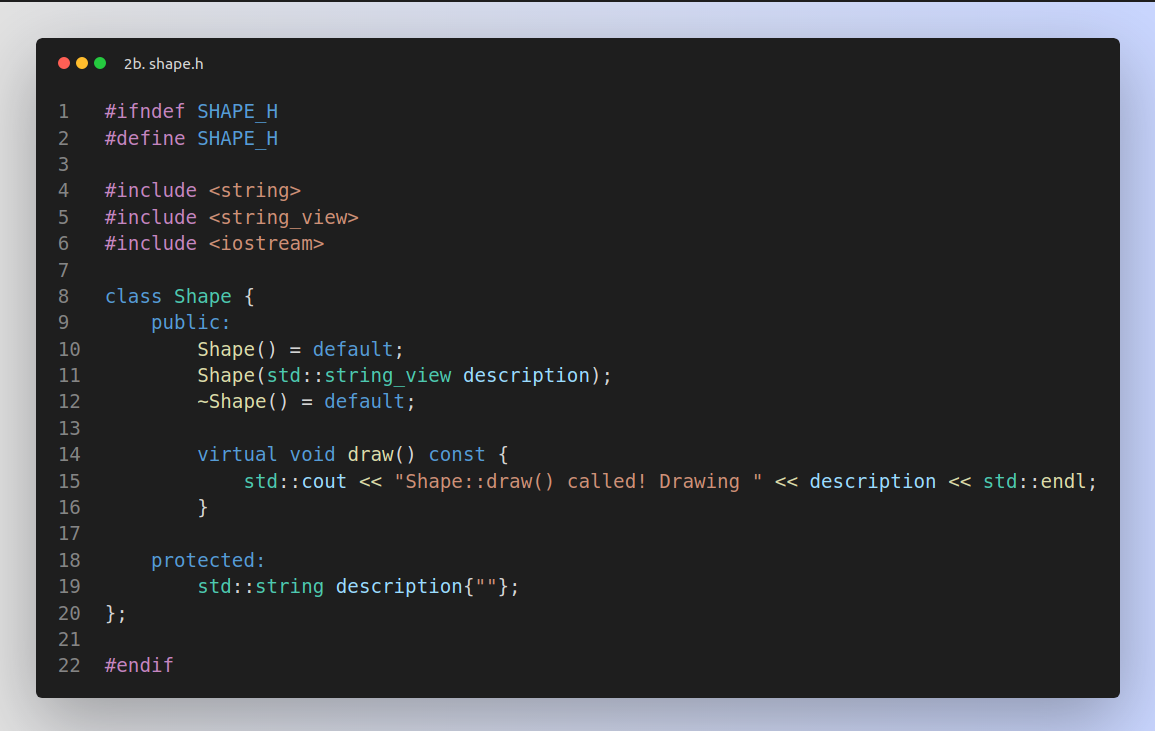 2b. shape.h
1 #ifndef SHAPE_H
2 #define SHAPE_H
3
4 #include <string>
5 #include <string_view>
6 #include <iostream>
7
8 class Shape {
9     public:
10         Shape() = default;
11         Shape(std::string_view description);
12         ~Shape() = default;
13
14         virtual void draw() const {
15             std::cout << "Shape::draw() called! Drawing " << description << std::endl;
16         }
17
18     protected:
19         std::string description{""};
20 };
21
22 #endif